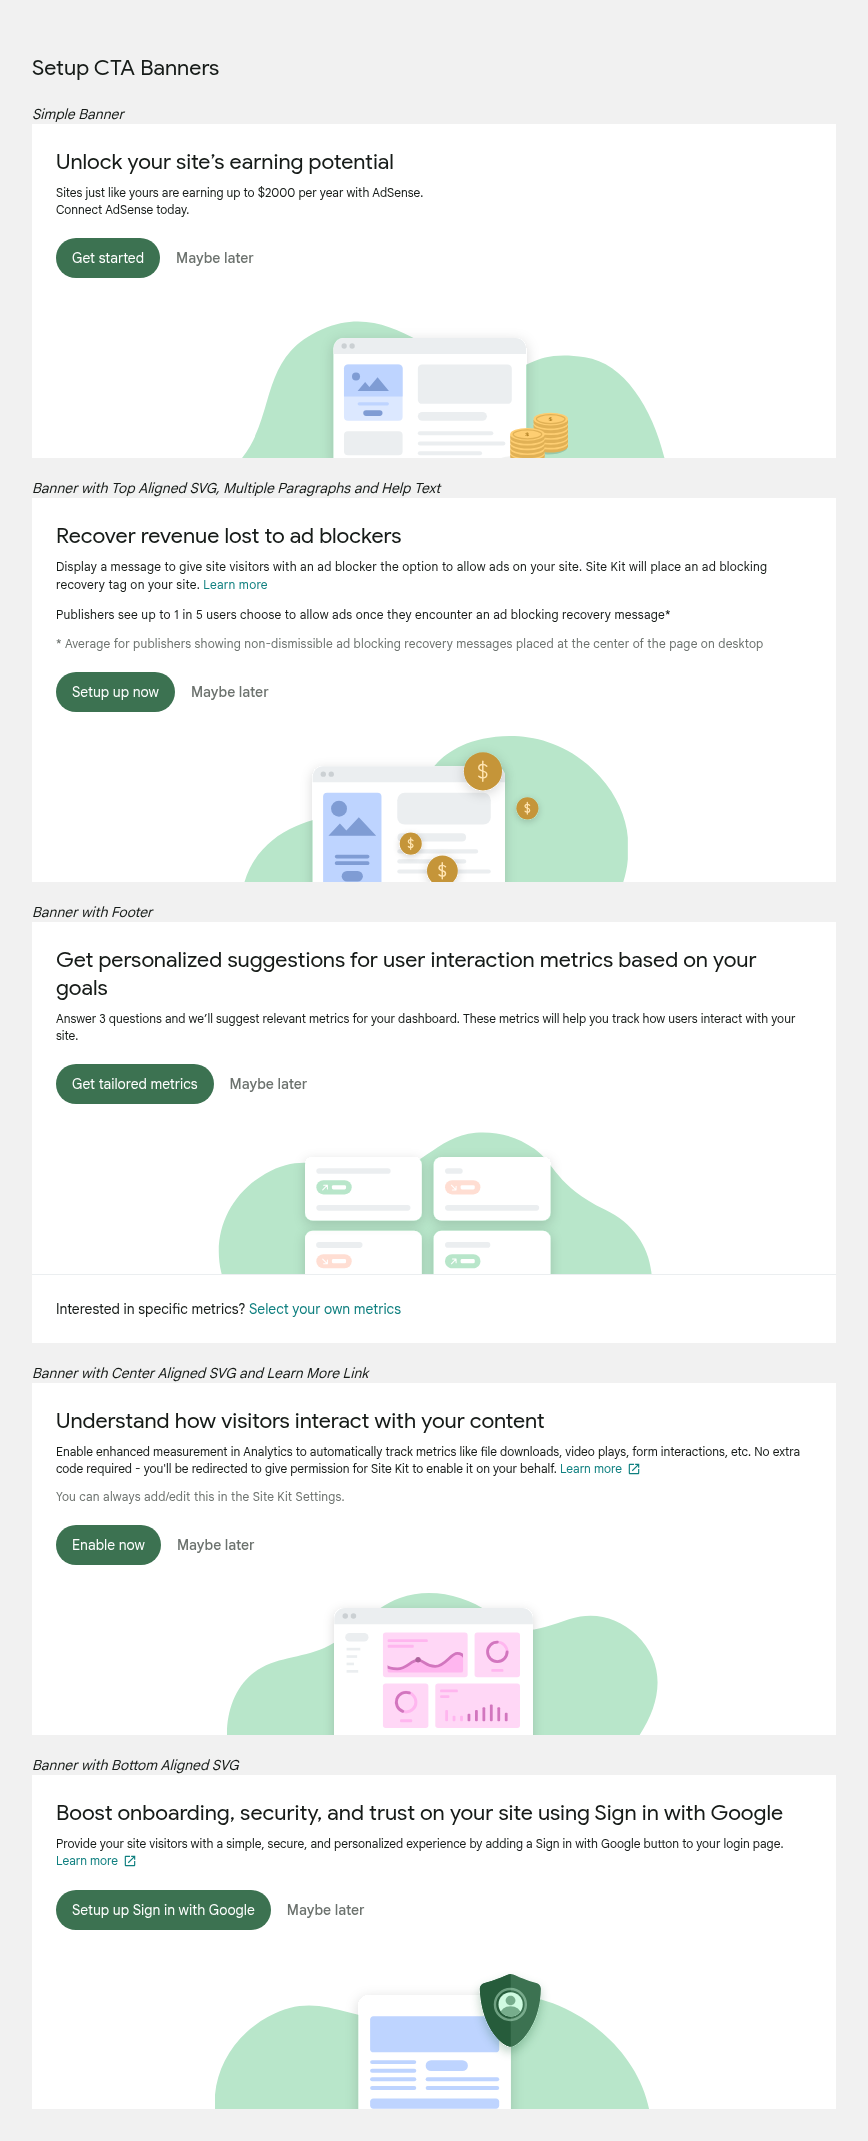 Setup CTA Banners
Simple Banner
Unlock your site’s earning potential
Sites just like yours are earning up to $2000 per year with AdSense.
Connect AdSense today.
Get started
Maybe later
Banner with Top Aligned SVG, Multiple Paragraphs and Help Text
Recover revenue lost to ad blockers
Display a message to give site visitors with an ad blocker the option to allow ads on your site. Site Kit will place an ad blocking
recovery tag on your site. Learn more
Publishers see up to 1 in 5 users choose to allow ads once they encounter an ad blocking recovery message*
* Average for publishers showing non-dismissible ad blocking recovery messages placed at the center of the page on desktop
Setup up now
Maybe later
$
$
$
$
Banner with Footer
Get personalized suggestions for user interaction metrics based on your
goals
Answer 3 questions and we’ll suggest relevant metrics for your dashboard. These metrics will help you track how users interact with your
site.
Get tailored metrics
Maybe later
Interested in specific metrics? Select your own metrics
Banner with Center Aligned SVG and Learn More Link
Understand how visitors interact with your content
Enable enhanced measurement in Analytics to automatically track metrics like file downloads, video plays, form interactions, etc. No extra
code required - you'll be redirected to give permission for Site Kit to enable it on your behalf. Learn more
You can always add/edit this in the Site Kit Settings.
Enable now
Maybe later
Banner with Bottom Aligned SVG
Boost onboarding, security, and trust on your site using Sign in with Google
Provide your site visitors with a simple, secure, and personalized experience by adding a Sign in with Google button to your login page.
Learn more
Setup up Sign in with Google
Maybe later